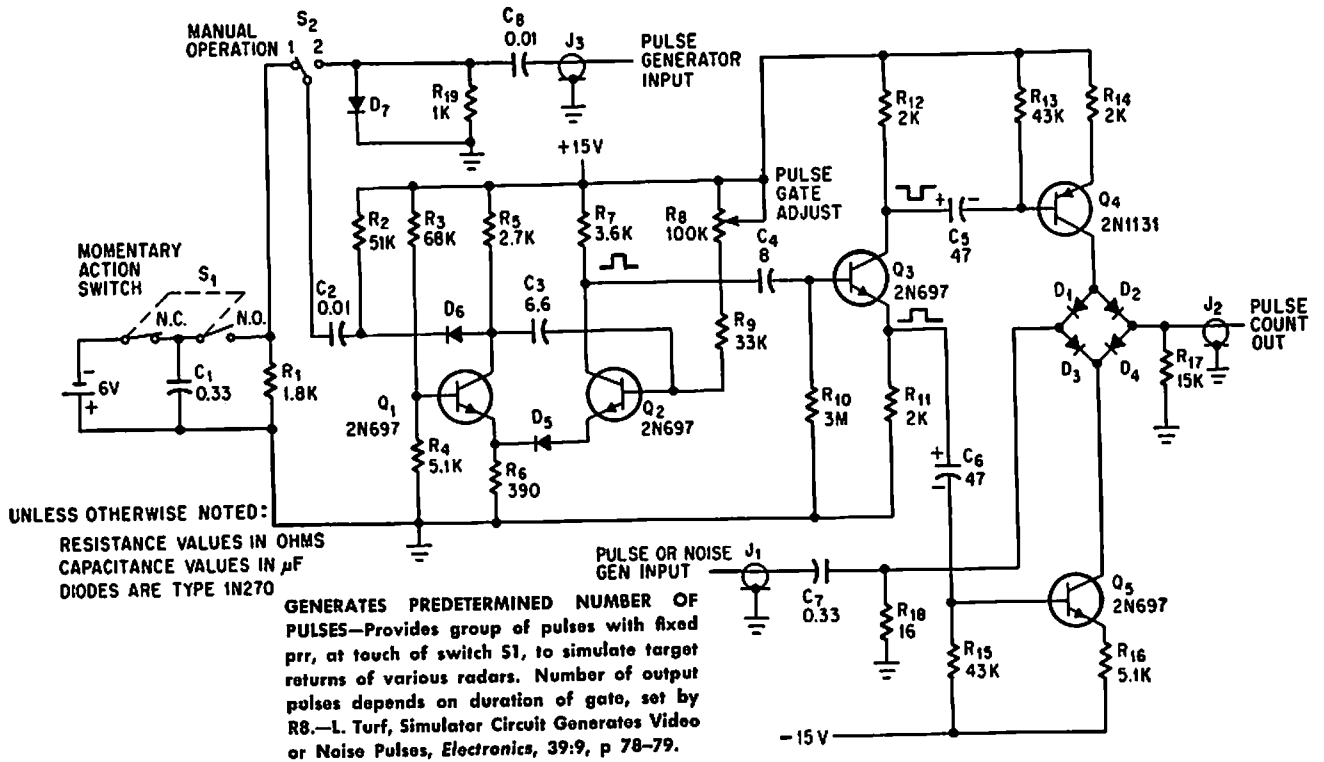 MANUAL
OPERATION
S2
1
2
C8
0.01
J3
PULSE
GENERATOR
INPUT
D7
R19
1K
+15V
R12
2K
R13
43K
R14
2K
PULSE
GATE
ADJUST
R2
51K
R3
68K
R5
2.7K
R7
3.6K
R8
100K
C4
8
+
-
C5
47
Q4
2N1131
MOMENTARY
ACTION
SWITCH
S1
N.C.
N.O.
C2
0.01
D6
C3
6.6
R9
33K
Q3
2N697
D1
D2
J2
PULSE
COUNT
OUT
-
6V
+
C1
0.33
R1
1.8K
Q1
2N697
D5
Q2
2N697
R10
3M
R11
2K
D3
D4
R17
15K
R4
5.1K
R6
390
+
C6
47
-
UNLESS OTHERWISE NOTED:
RESISTANCE VALUES IN OHMS
CAPACITANCE VALUES IN μF
DIODES ARE TYPE 1N270
PULSE OR NOISE
GEN INPUT
J1
C7
0.33
R18
16
Q5
2N697
R15
43K
R16
5.1K
-15V
GENERATES PREDETERMINED NUMBER OF
PULSES—Provides group of pulses with fixed
prr, at touch of switch S1, to simulate target
returns of various radars. Number of output
pulses depends on duration of gate, set by
R8.—L. Turf, Simulator Circuit Generates Video
or Noise Pulses, Electronics, 39:9, p 78–79.